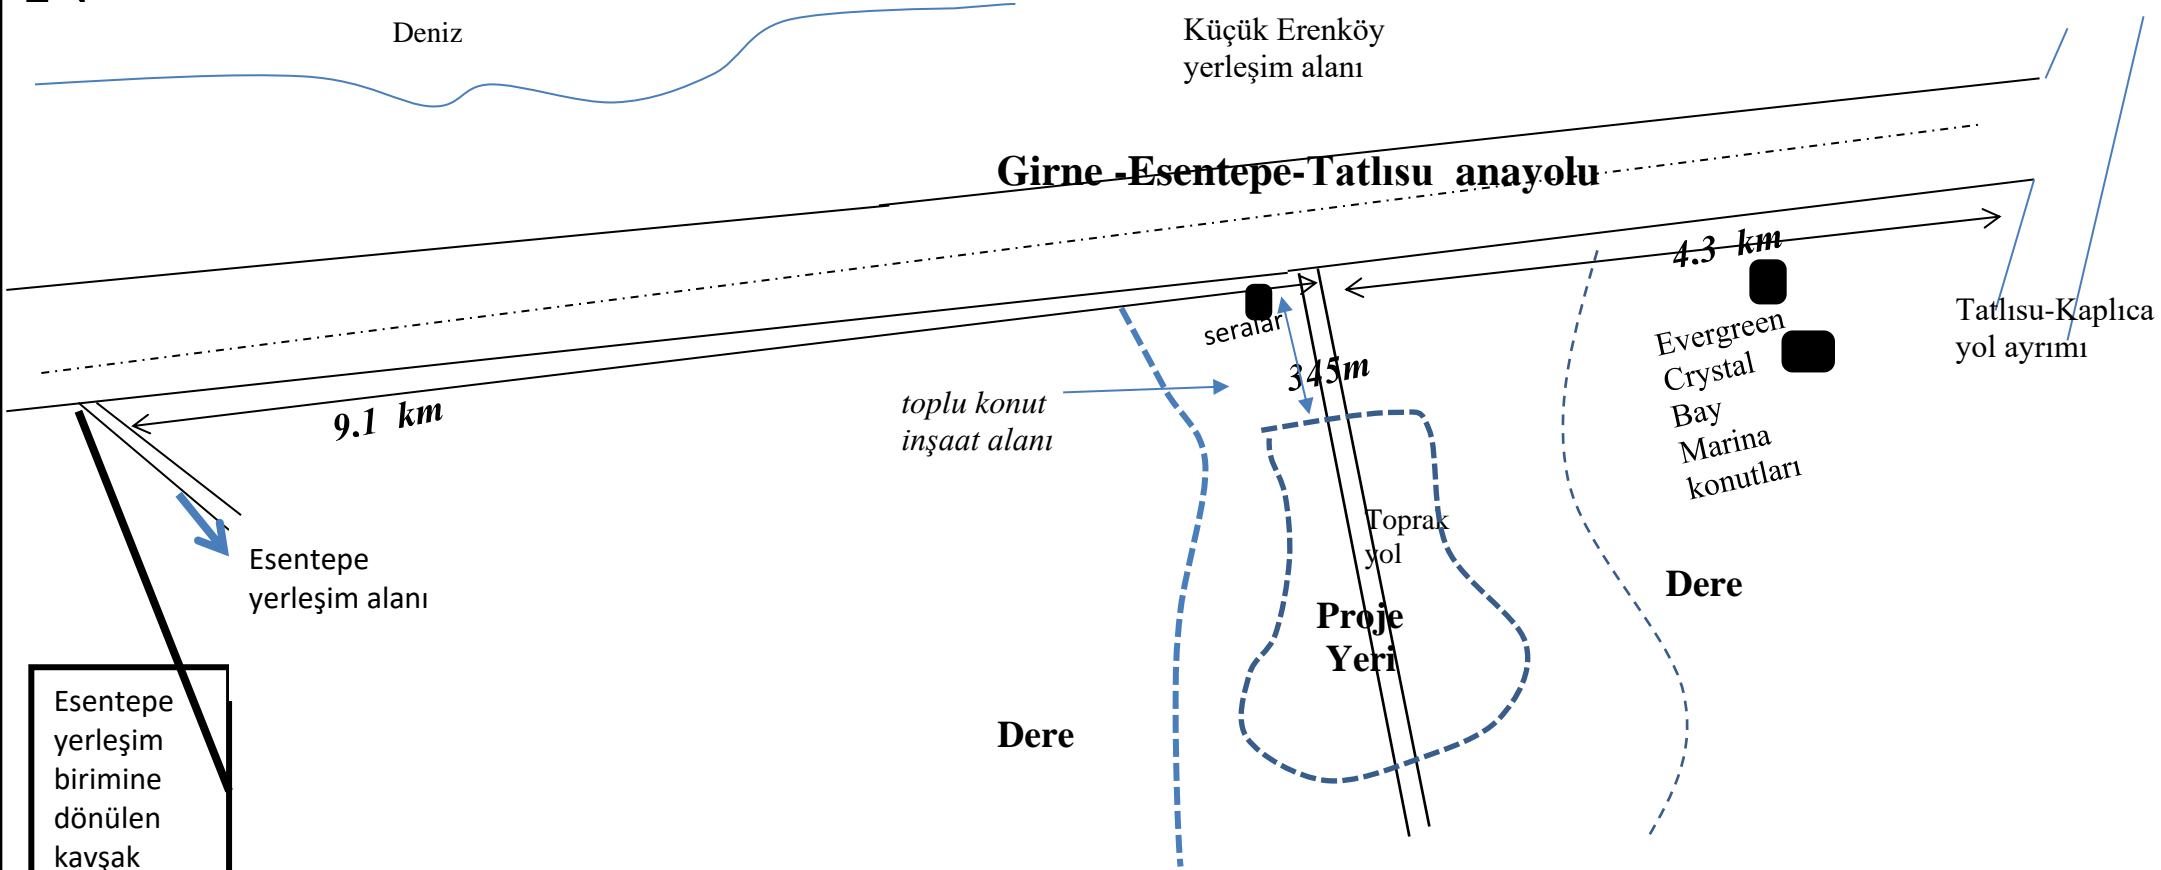 Deniz
Küçük Erenköy
yerleşim alanı
Girne -Esentepe-Tatlısu anayolu
4.3 km
seralar
345m
9.1 km
toplu konut
inşaat alanı
Evergreen
Crystal
Bay
Marina
konutları
Tatlısu-Kaplıca
yol ayrımı
Toprak
yol
Esentepe
yerleşim alanı
Proje
Yeri
Dere
Dere
Esentepe
yerleşim
birimine
dönülen
kavşak